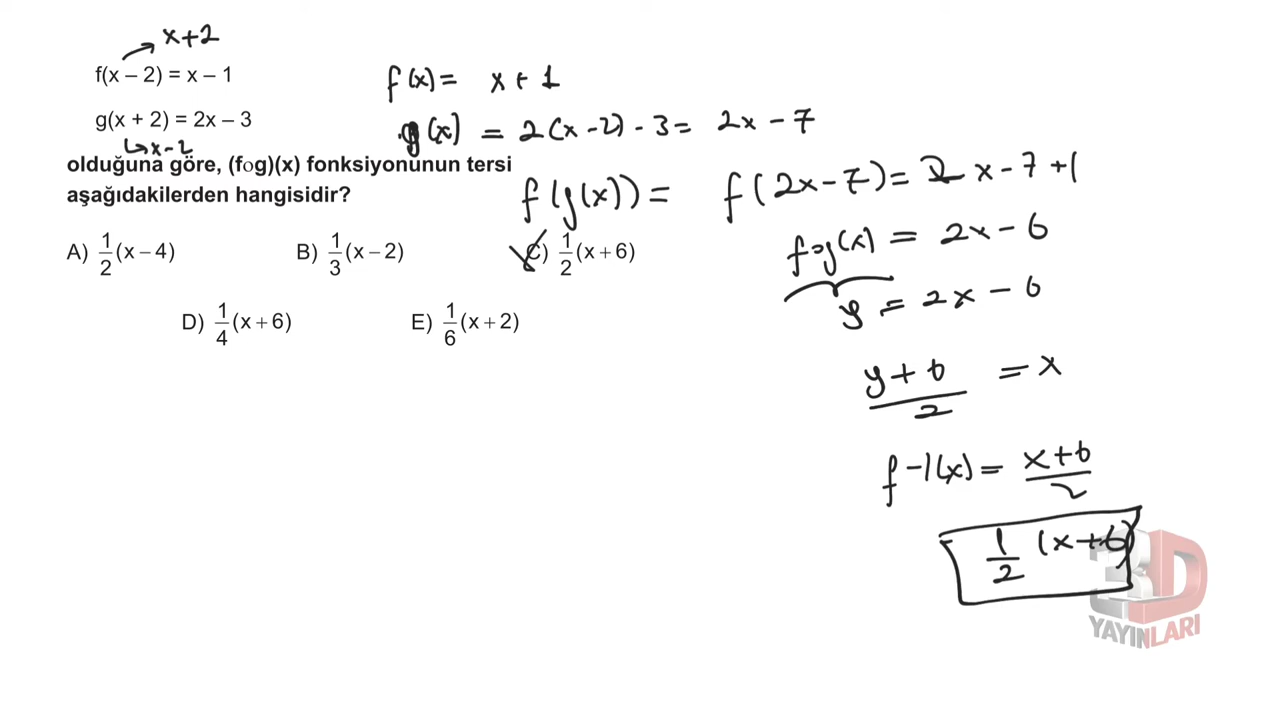 x+2
f(x – 2) = x – 1
g(x + 2) = 2x – 3
x-2
olduğuna göre, (fog)(x) fonksiyonunun tersi
aşağıdakilerden hangisidir?
A) 1/2 (x – 4)
B) 1/3 (x – 2)
C) 1/2 (x + 6)
D) 1/4 (x + 6)
E) 1/6 (x + 2)
f(x) = x + 1
g(x) = 2(x-2) - 3 = 2x - 7
f(g(x)) = f(2x-7) = 2x-7+1
fog(x) = 2x - 6
y = 2x - 6
y+6/2 = x
f-1(x) = x+6/2
1/2 (x+6)
3D
YAYINLARI